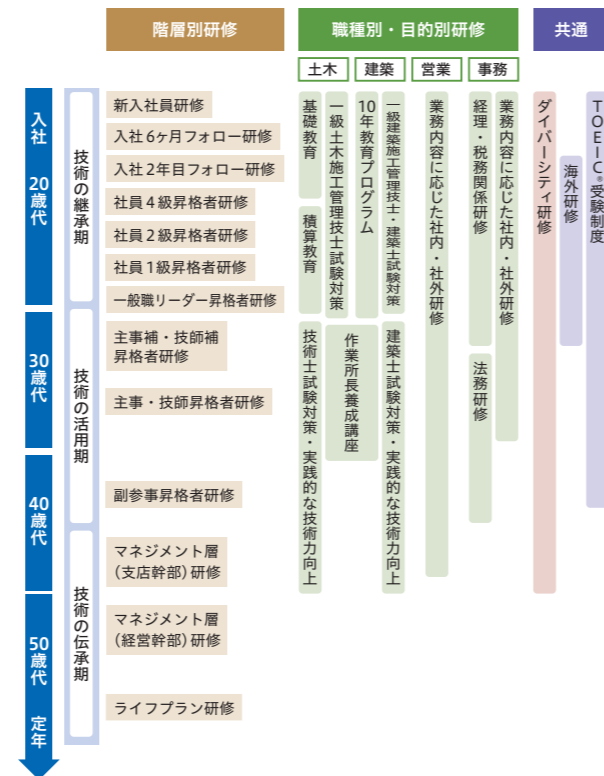 階層別研修
職種別・目的別研修
共通
土木
建築
営業
事務
入社
20歳代
30歳代
40歳代
50歳代
定年
技術の継承期
技術の活用期
技術の伝承期
新入社員研修
入社6ヶ月フォロー研修
入社2年目フォロー研修
社員4級昇格者研修
社員2級昇格者研修
社員1級昇格者研修
一般職リーダー昇格者研修
主事補・技師補
昇格者研修
主事・技師昇格者研修
副参事昇格者研修
マネジメント層
(支店幹部)研修
マネジメント層
(経営幹部)研修
ライフプラン研修
基礎教育
積算教育
技術士試験対策・実践的な技術力向上
一級土木施工管理技士試験対策
10年教育プログラム
作業所長養成講座
一級建築施工管理技士・建築士試験対策
建築士試験対策・実践的な技術力向上
業務内容に応じた社内・社外研修
経理・税務関係研修
法務研修
業務内容に応じた社内・社外研修
ダイバーシティ研修
海外研修
TOEIC®受験制度